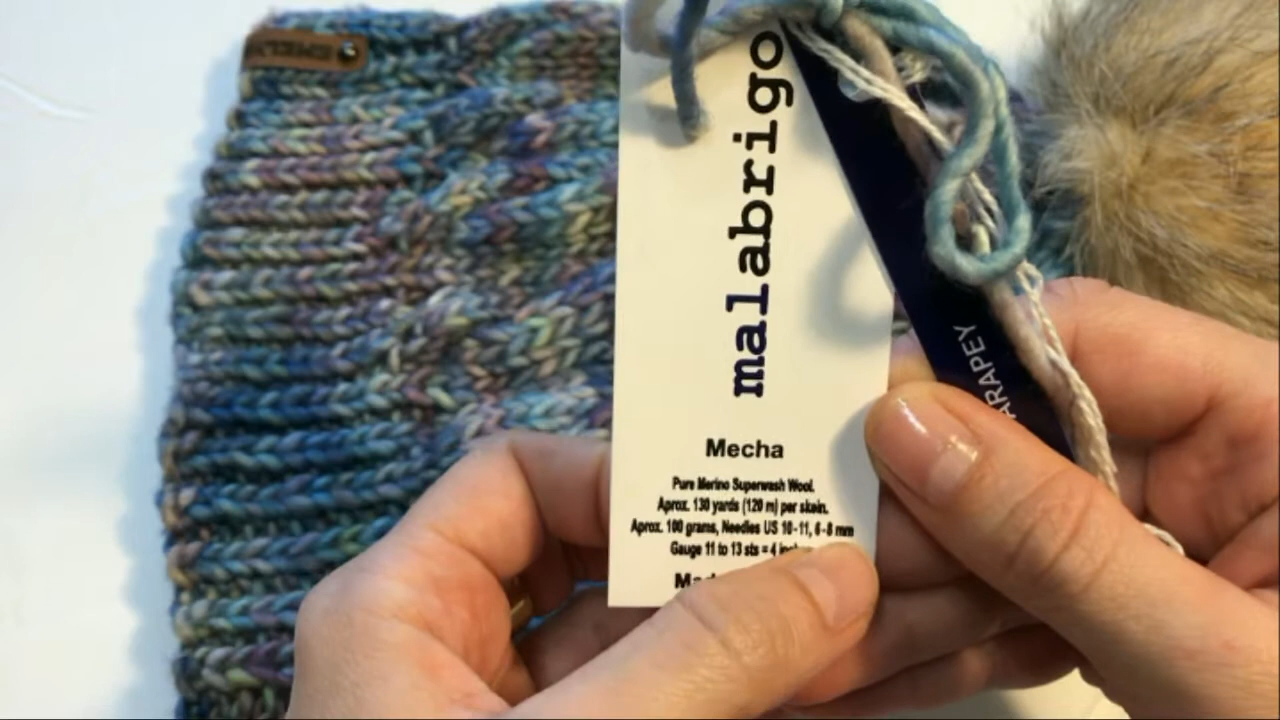 malabrigo
Mecha
Pure Merino Superwash Wool.
Aprox. 130 yards (120 m) per skein.
Aprox. 100 grams, Needles US 10-11, 6-8 mm
Gauge 11 to 13 sts = 4
ARAPEY